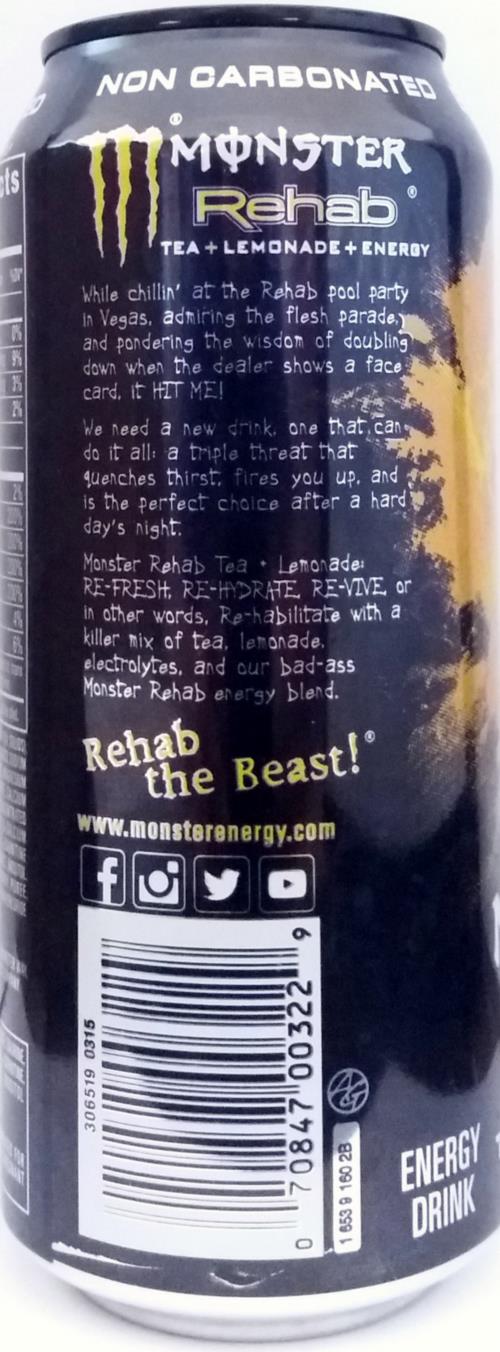 NON CARBONATED
MONSTER
Rehab®
TEA + LEMONADE + ENERGY
While chillin' at the Rehab pool party
in Vegas, admiring the flesh parade,
and pondering the wisdom of doubling
down when the dealer shows a face
card, it HIT ME!
We need a new drink, one that can
do it all: a triple threat that
quenches thirst, fires you up, and
is the perfect choice after a hard
day's night.
Monster Rehab Tea + Lemonade:
RE-FRESH, RE-HYDRATE, RE-VIVE, or
in other words, Re-habilitate with a
killer mix of tea, lemonade,
electrolytes, and our bad-ass
Monster Rehab energy blend.
Rehab
the Beast!®
www.monsterenergy.com
306519 0315
0 70847 00322 9
1 653 9 160 2B
ENERGY
DRINK